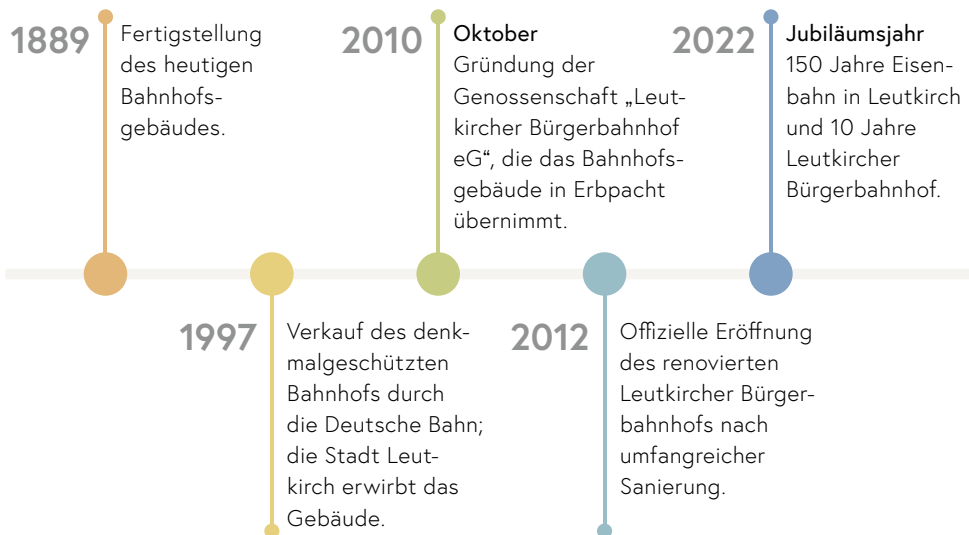 1889
Fertigstellung
des heutigen
Bahnhofs-
gebäudes.
1997
Verkauf des denk-
malgeschützten
Bahnhofs durch
die Deutsche Bahn;
die Stadt Leut-
kirch erwirbt das
Gebäude.
2010
Oktober
Gründung der
Genossenschaft „Leut-
kircher Bürgerbahnhof
eG“, die das Bahnhofs-
gebäude in Erbpacht
übernimmt.
2012
Offizielle Eröffnung
des renovierten
Leutkircher Bürger-
bahnhofs nach
umfangreicher
Sanierung.
2022
Jubiläumsjahr
150 Jahre Eisen-
bahn in Leutkirch
und 10 Jahre
Leutkircher
Bürgerbahnhof.